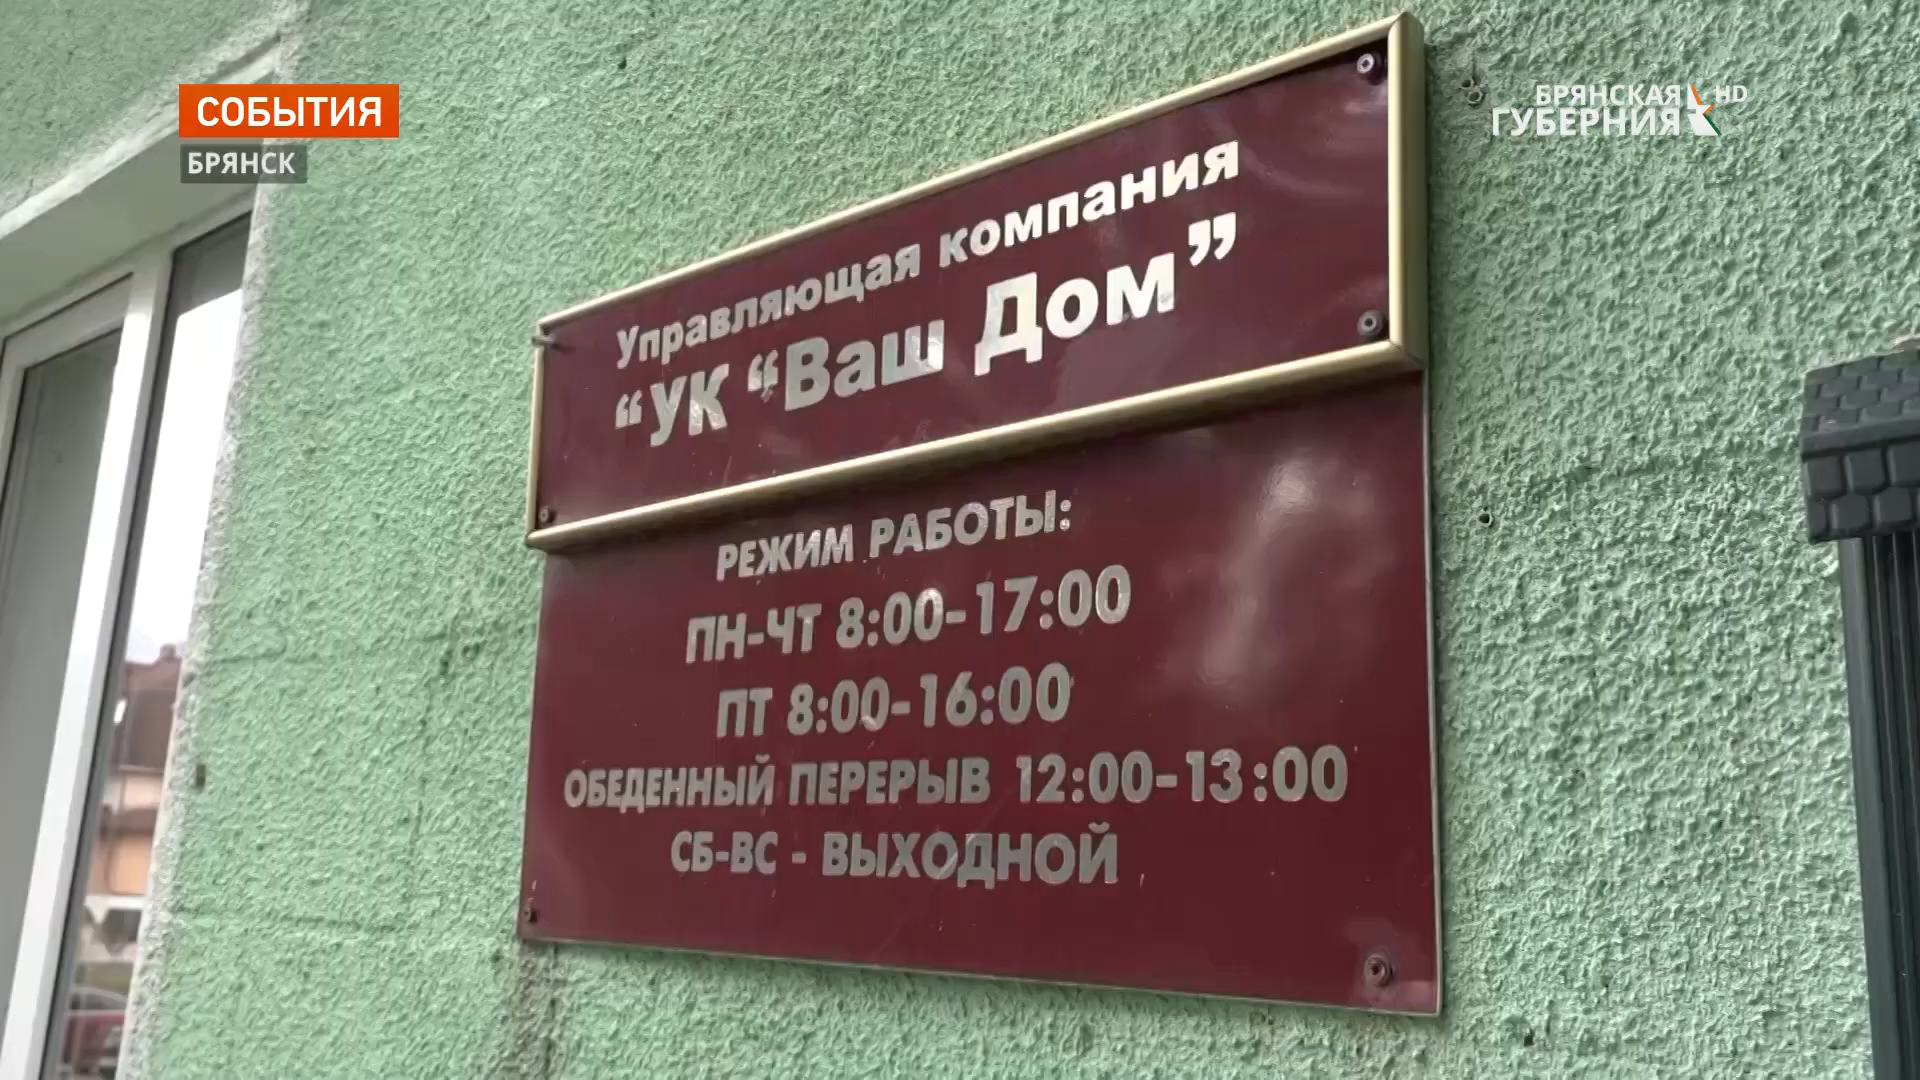 СОБЫТИЯ
БРЯНСК
БРЯНСКАЯ HD
ГУБЕРНИЯ
Управляющая компания
“УК “Ваш Дом”
РЕЖИМ РАБОТЫ:
ПН-ЧТ 8:00-17:00
ПТ 8:00-16:00
ОБЕДЕННЫЙ ПЕРЕРЫВ 12:00-13:00
СБ-ВС - ВЫХОДНОЙ